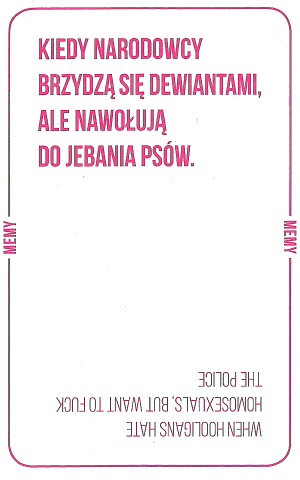 KIEDY NARODOWCY
BRZYDZĄ SIĘ DEWIANTAMI,
ALE NAWOŁUJĄ
DO JEBANIA PSÓW.
MEMY
MEMY
WHEN HOOLIGANS HATE
HOMOSEXUALS, BUT WANT TO FUCK
THE POLICE